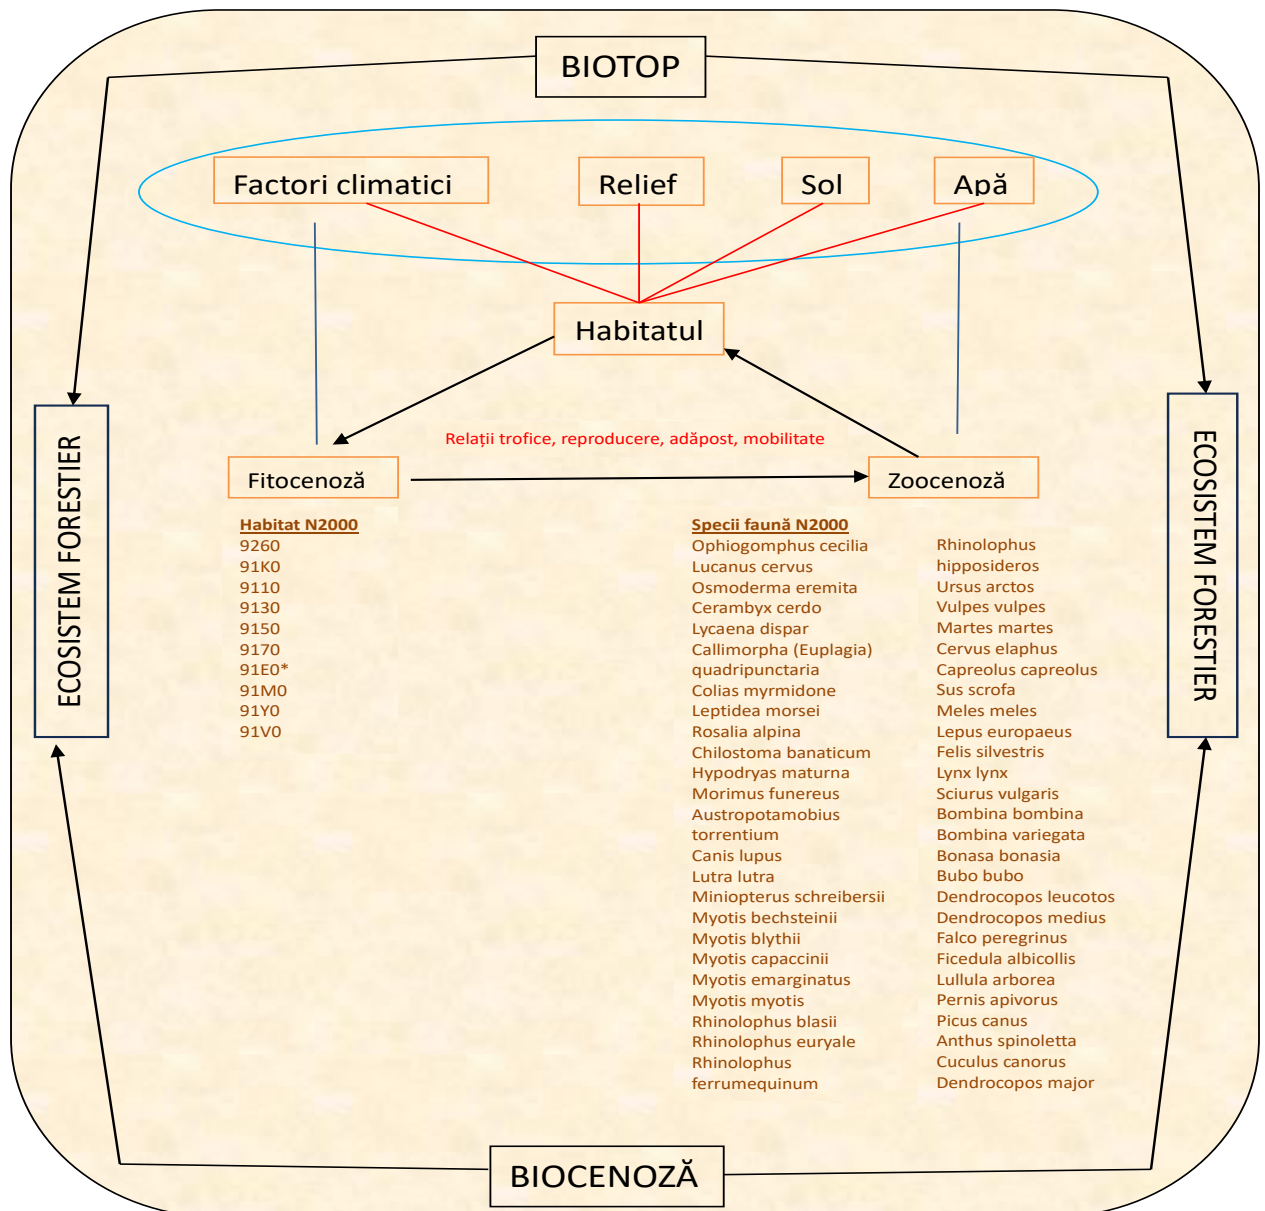 BIOTOP
Factori climatici
Relief
Sol
Apă
Habitatul
ECOSISTEM FORESTIER
ECOSISTEM FORESTIER
Relații trofice, reproducere, adăpost, mobilitate
Fitocenoză
Zoocenoză
Habitat N2000
9260
91K0
9110
9130
9150
9170
91E0*
91M0
91Y0
91V0
Specii faună N2000
Ophiogomphus cecilia
Lucanus cervus
Osmoderma eremita
Cerambyx cerdo
Lycaena dispar
Callimorpha (Euplagia)
quadripunctaria
Colias myrmidone
Leptidea morsei
Rosalia alpina
Chilostoma banaticum
Hypodryas maturna
Morimus funereus
Austropotamobius
torrentium
Canis lupus
Lutra lutra
Miniopterus schreibersii
Myotis bechsteinii
Myotis blythii
Myotis capaccinii
Myotis emarginatus
Myotis myotis
Rhinolophus blasii
Rhinolophus euryale
Rhinolophus
ferrumequinum
Rhinolophus
hipposideros
Ursus arctos
Vulpes vulpes
Martes martes
Cervus elaphus
Capreolus capreolus
Sus scrofa
Meles meles
Lepus europaeus
Felis silvestris
Lynx lynx
Sciurus vulgaris
Bombina bombina
Bombina variegata
Bonasa bonasia
Bubo bubo
Dendrocopos leucotos
Dendrocopos medius
Falco peregrinus
Ficedula albicollis
Lullula arborea
Pernis apivorus
Picus canus
Anthus spinoletta
Cuculus canorus
Dendrocopos major
BIOCENOZĂ